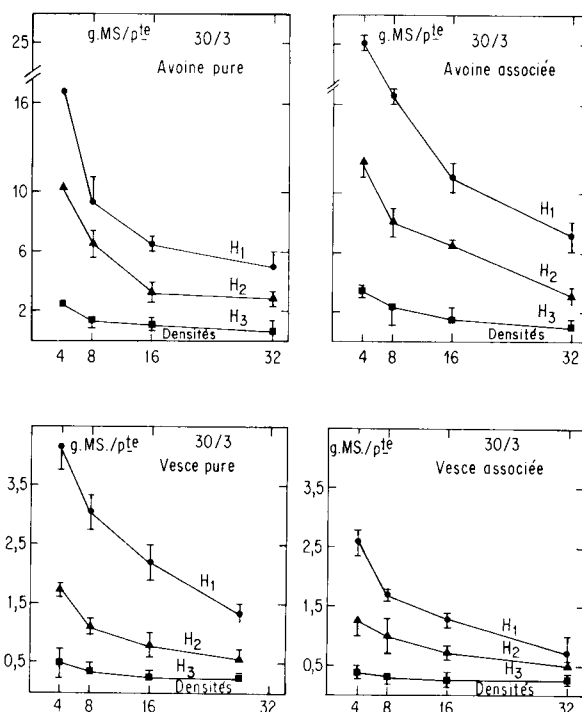 g.MS/pte 30/3
Avoine pure
25
16
10
6
2
H1
H2
H3
Densités
4 8 16 32
g.MS/pte 30/3
Avoine associée
H1
H2
H3
Densités
4 8 16 32
g.MS./pte 30/3
Vesce pure
3,5
2,5
1,5
0,5
H1
H2
H3
Densités
4 8 16 32
g.MS./pte 30/3
Vesce associée
3,5
2,5
1,5
0,5
H1
H2
H3
Densités
4 8 16 32